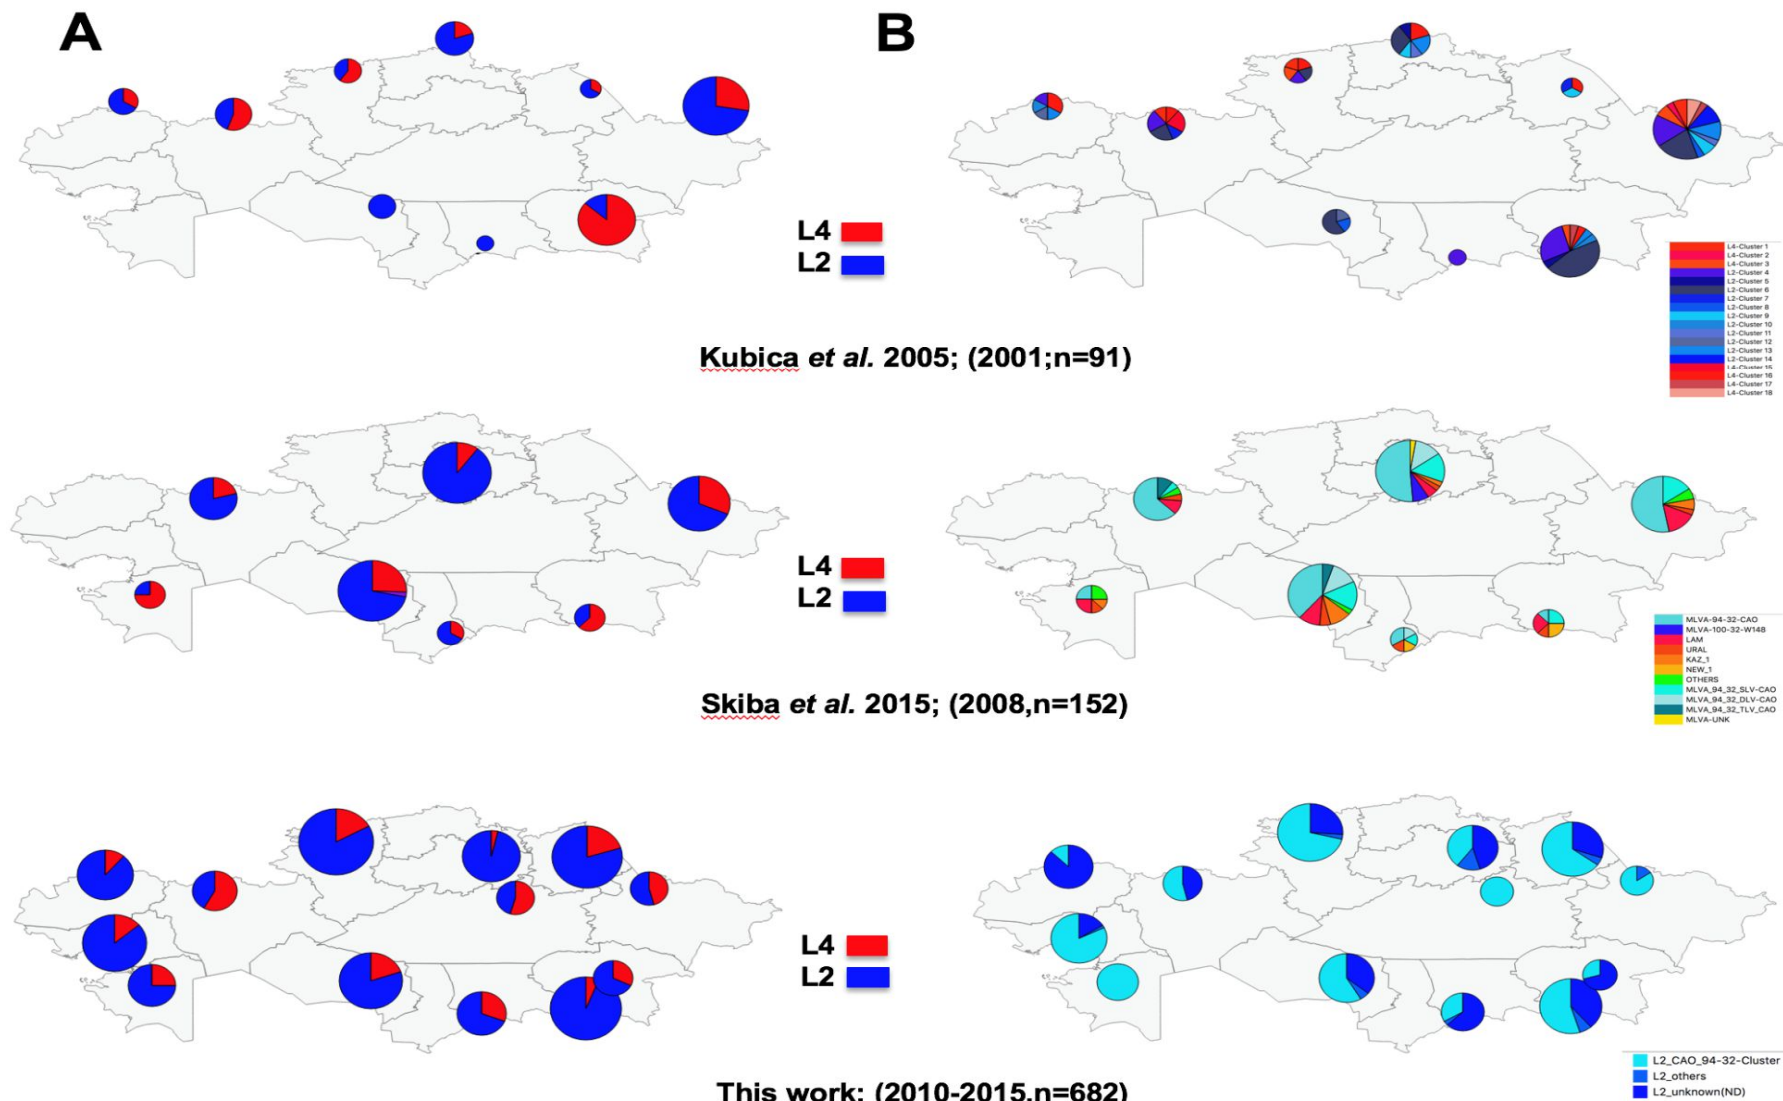 A
B
L4
L2
L4-Cluster 1
L4-Cluster 2
L4-Cluster 3
L2-Cluster 4
L2-Cluster 5
L2-Cluster 6
L2-Cluster 7
L2-Cluster 8
L2-Cluster 9
L2-Cluster 10
L2-Cluster 11
L2-Cluster 12
L2-Cluster 13
L2-Cluster 14
L4-Cluster 15
L4-Cluster 16
L4-Cluster 17
L4-Cluster 18
Kubica et al. 2005; (2001;n=91)
L4
L2
MLVA-94-32-CAO
MLVA-100-32-W148
LAM
URAL
KAZ_1
NEW_1
OTHERS
MLVA_94_32_SLV-CAO
MLVA_94_32_DLV-CAO
MLVA_94_32_TLV_CAO
MLVA-UNK
Skiba et al. 2015; (2008,n=152)
L4
L2
L2_CAO_94-32-Cluster
L2_others
L2_unknown(ND)
This work: (2010-2015,n=682)